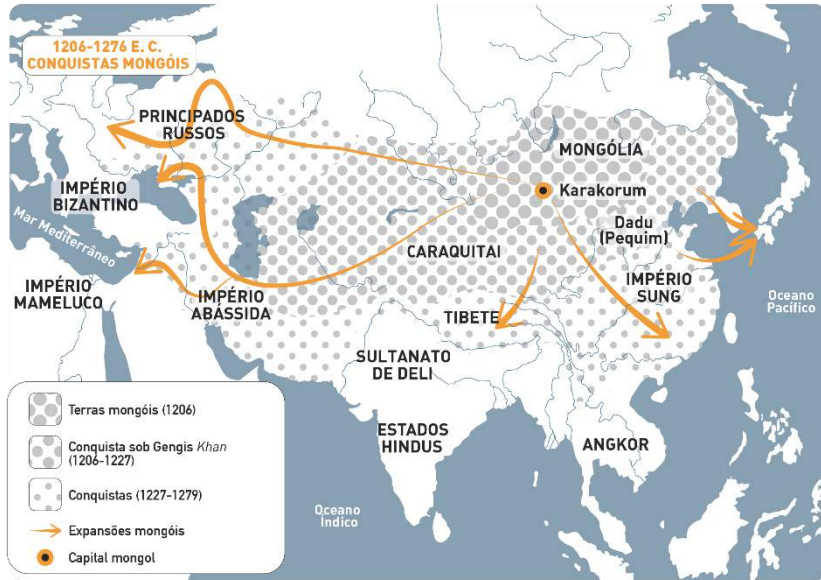 1206-1276 E. C.
CONQUISTAS MONGÓIS
PRINCIPADOS
RUSSOS
MONGÓLIA
Karakorum
IMPÉRIO
BIZANTINO
Dadu
(Pequim)
Mar Mediterrâneo
CARAQUITAI
IMPÉRIO
MAMELUCO
IMPÉRIO
ABÁSSIDA
IMPÉRIO
SUNG
Oceano
Pacífico
TIBETE
SULTANATO
DE DELI
ESTADOS
HINDUS
ANGKOR
Oceano
Índico
Terras mongóis (1206)
Conquista sob Gengis Khan
(1206-1227)
Conquistas (1227-1279)
Expansões mongóis
Capital mongol